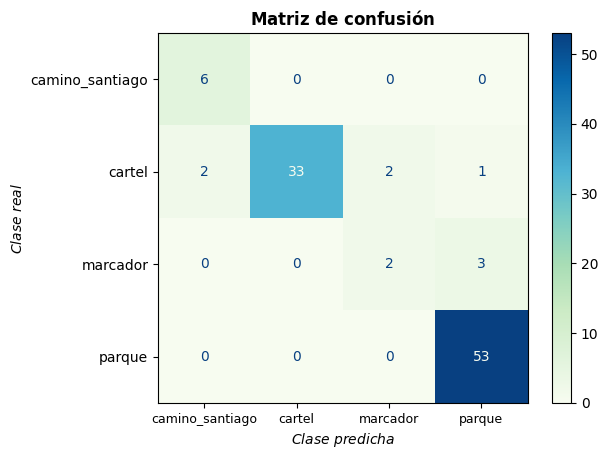 Matriz de confusión
camino_santiago 6 0 0 0
cartel 2 33 2 1
marcador 0 0 2 3
parque 0 0 0 53
camino_santiago cartel marcador parque
Clase predicha
Clase real
50
40
30
20
10
0